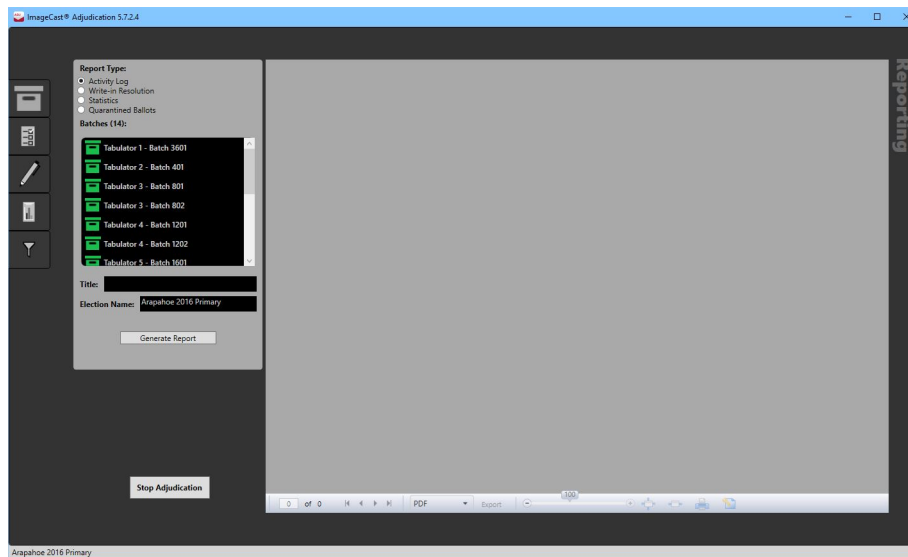 ImageCast® Adjudication 5.7.2.4
Reporting
Report Type:
Activity Log
Write-in Resolution
Statistics
Quarantined Ballots
Batches (14):
Tabulator 1 - Batch 3601
Tabulator 2 - Batch 401
Tabulator 3 - Batch 801
Tabulator 3 - Batch 802
Tabulator 4 - Batch 1201
Tabulator 4 - Batch 1202
Tabulator 5 - Batch 1601
Title:
Election Name: Arapahoe 2016 Primary
Generate Report
Stop Adjudication
0 of 0 PDF Export 100
Arapahoe 2016 Primary